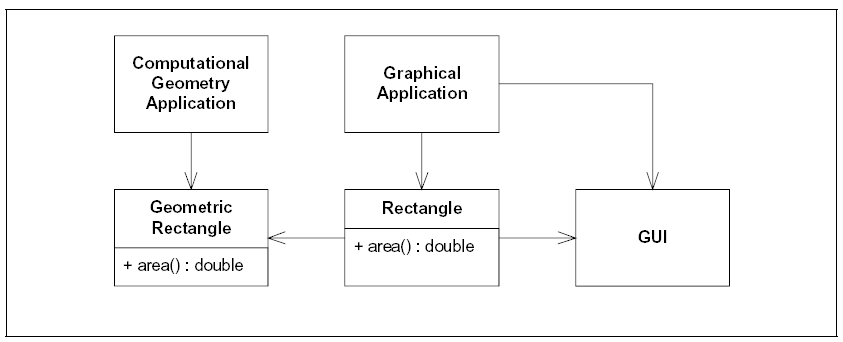 Computational
Geometry
Application
Graphical
Application
Geometric
Rectangle
+ area() : double
Rectangle
+ area() : double
GUI